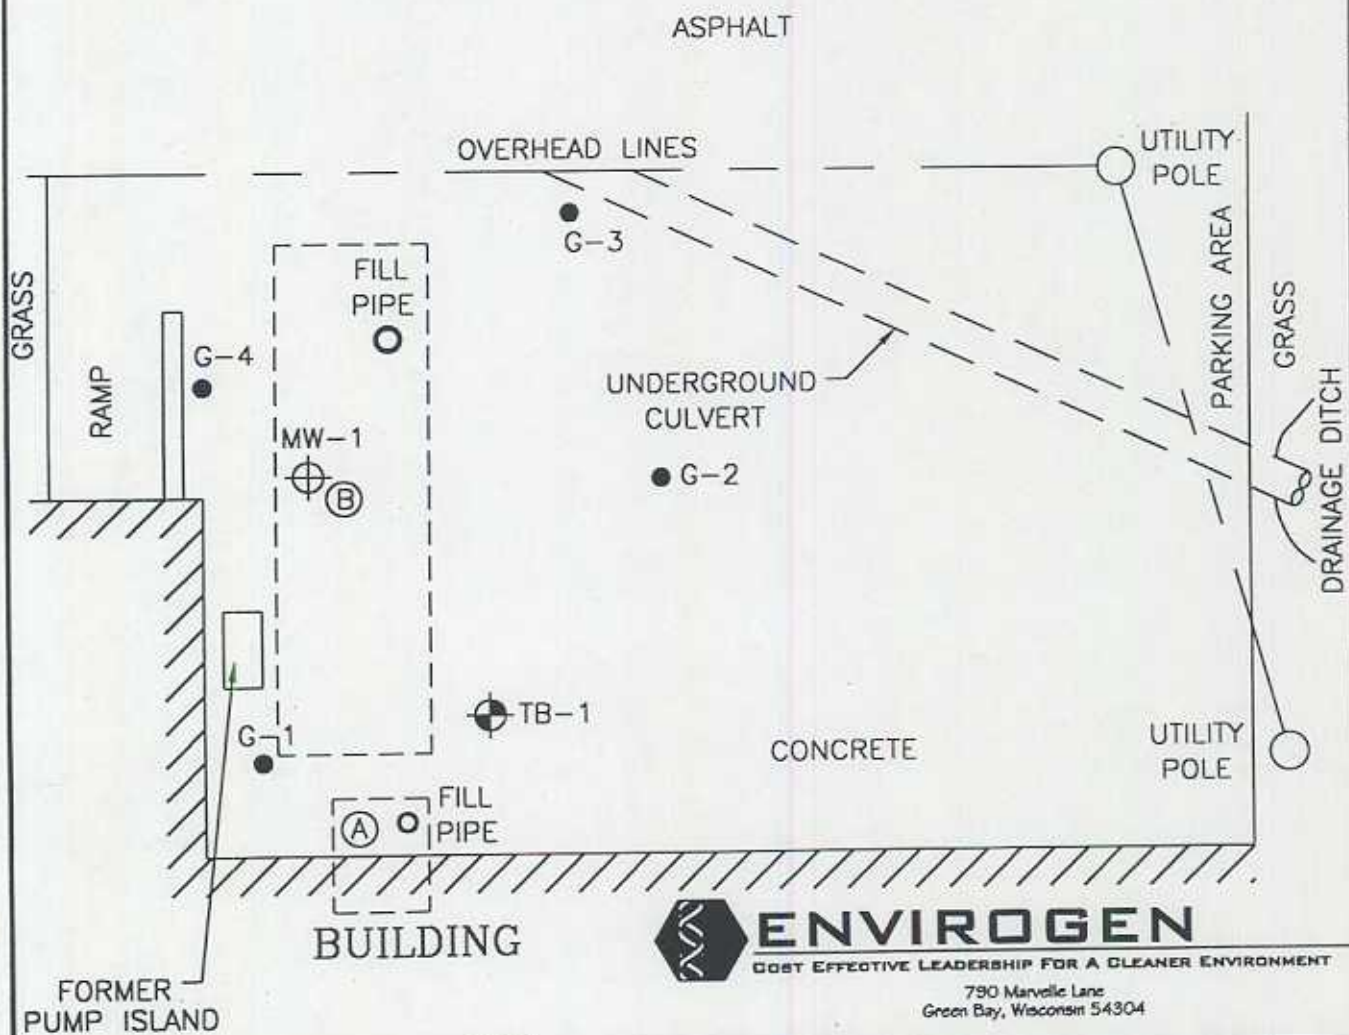 ASPHALT
OVERHEAD LINES
UTILITY
POLE
G-3
FILL
PIPE
GRASS
RAMP
G-4
PARKING AREA
GRASS
UNDERGROUND
CULVERT
MW-1
B
G-2
DRAINAGE DITCH
TB-1
G-1
CONCRETE
UTILITY
POLE
A
FILL
PIPE
BUILDING
FORMER
PUMP ISLAND
ENVIROGEN
COST EFFECTIVE LEADERSHIP FOR A CLEANER ENVIRONMENT
790 Marvelle Lane
Green Bay, Wisconsin 54304